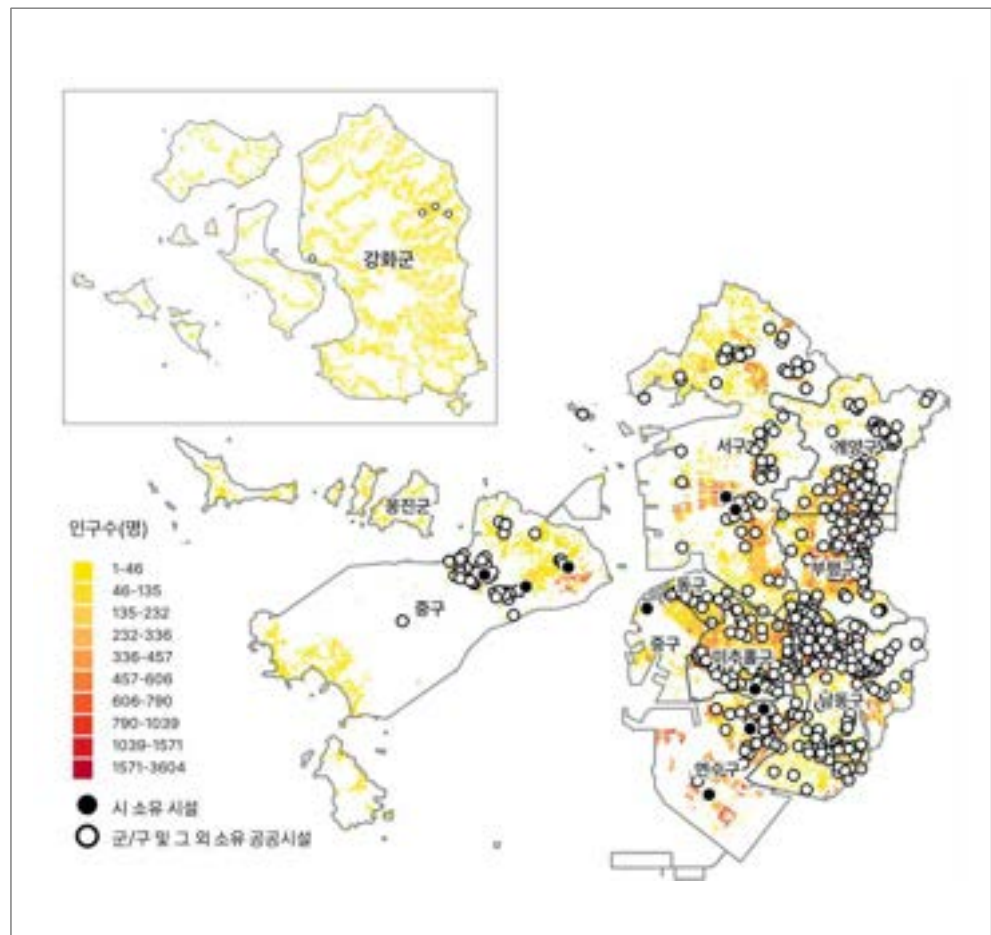 강화군
서구
계양구
옹진군
인구수(명)
부평구
1-46
46-135
동구
중구
135-232
232-336
중구
미추홀구
336-457
457-606
남동구
606-790
790-1039
연수구
1039-1571
1571-3604
시 소유 시설
군/구 및 그 외 소유 공공시설